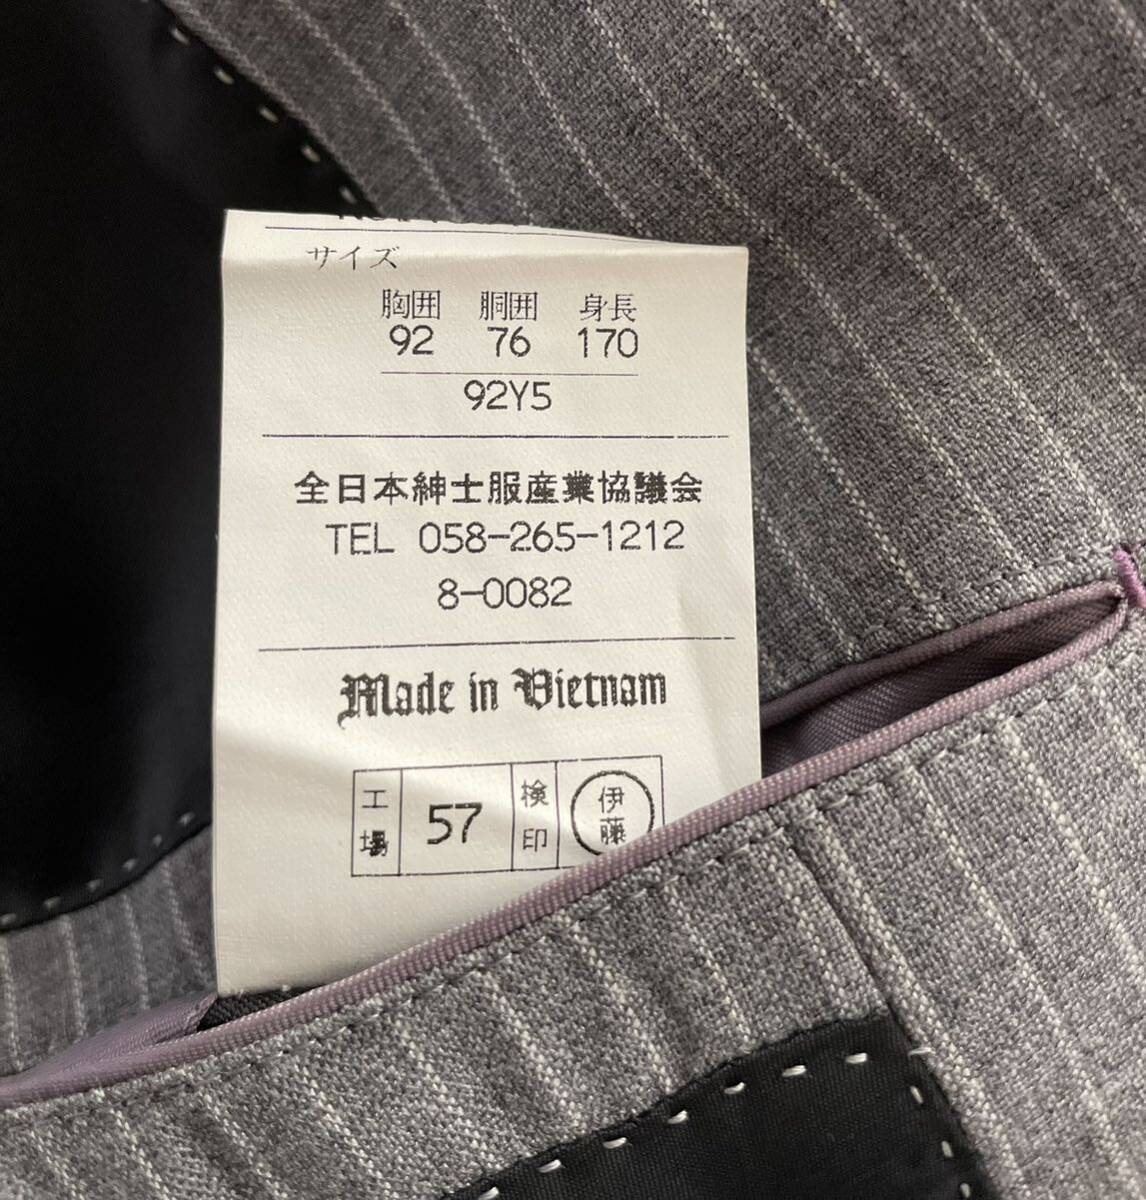 サイズ
胸囲 胴囲 身長
92 76 170
92Y5
全日本紳士服産業協議会
TEL 058-265-1212
8-0082
Made in Vietnam
工場 57 検印 伊藤